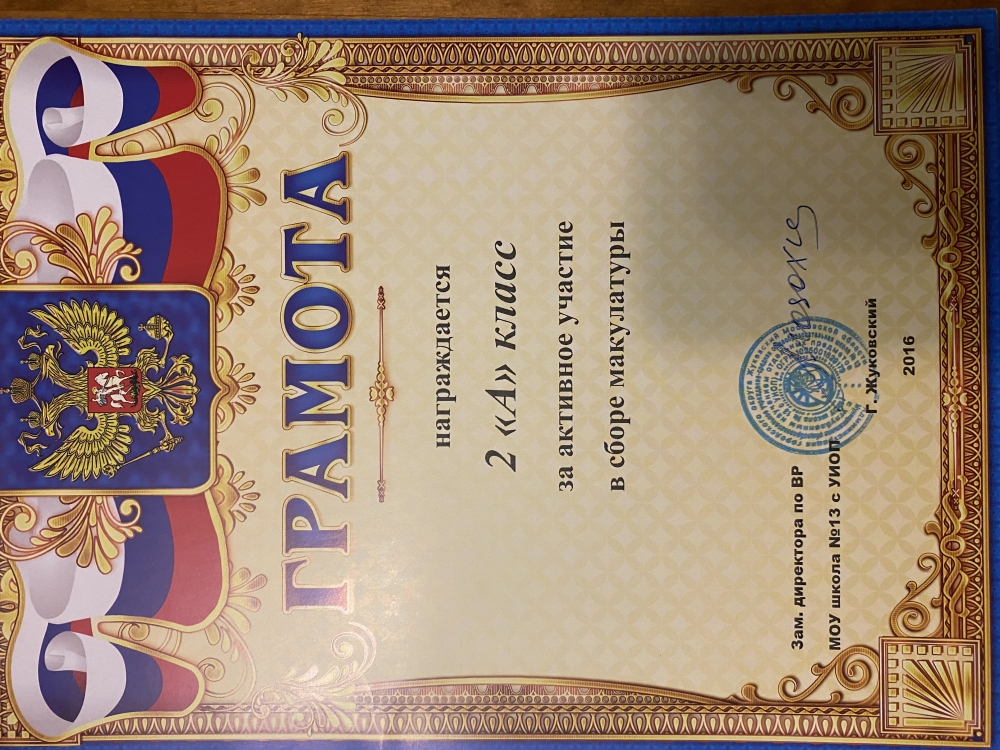 ГРАМОТА
награждается
2 «А» класс
за активное участие
в сборе макулатуры
Зам. директора по ВР
МОУ школа №13 с УИОП
Г. Жуковский
2016